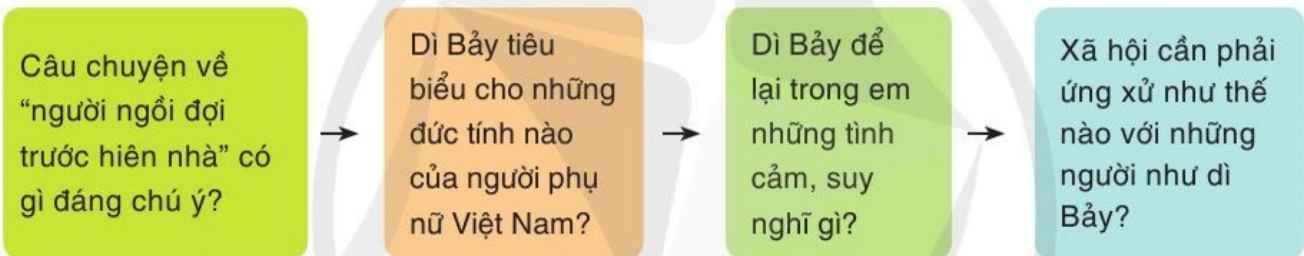 Câu chuyện về
“người ngồi đợi
trước hiên nhà” có
gì đáng chú ý?
Dì Bảy tiêu
biểu cho những
đức tính nào
của người phụ
nữ Việt Nam?
Dì Bảy để
lại trong em
những tình
cảm, suy
nghĩ gì?
Xã hội cần phải
ứng xử như thế
nào với những
người như dì
Bảy?